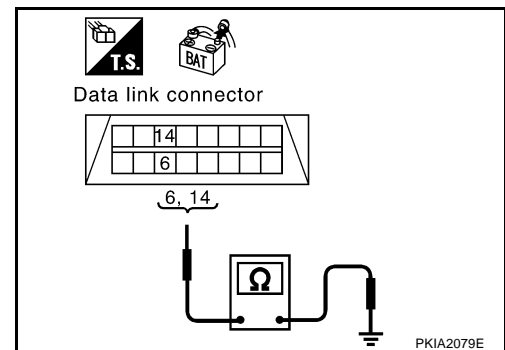 T.S.
BAT
Data link connector
14
6
6, 14
Ω
PKIA2079E